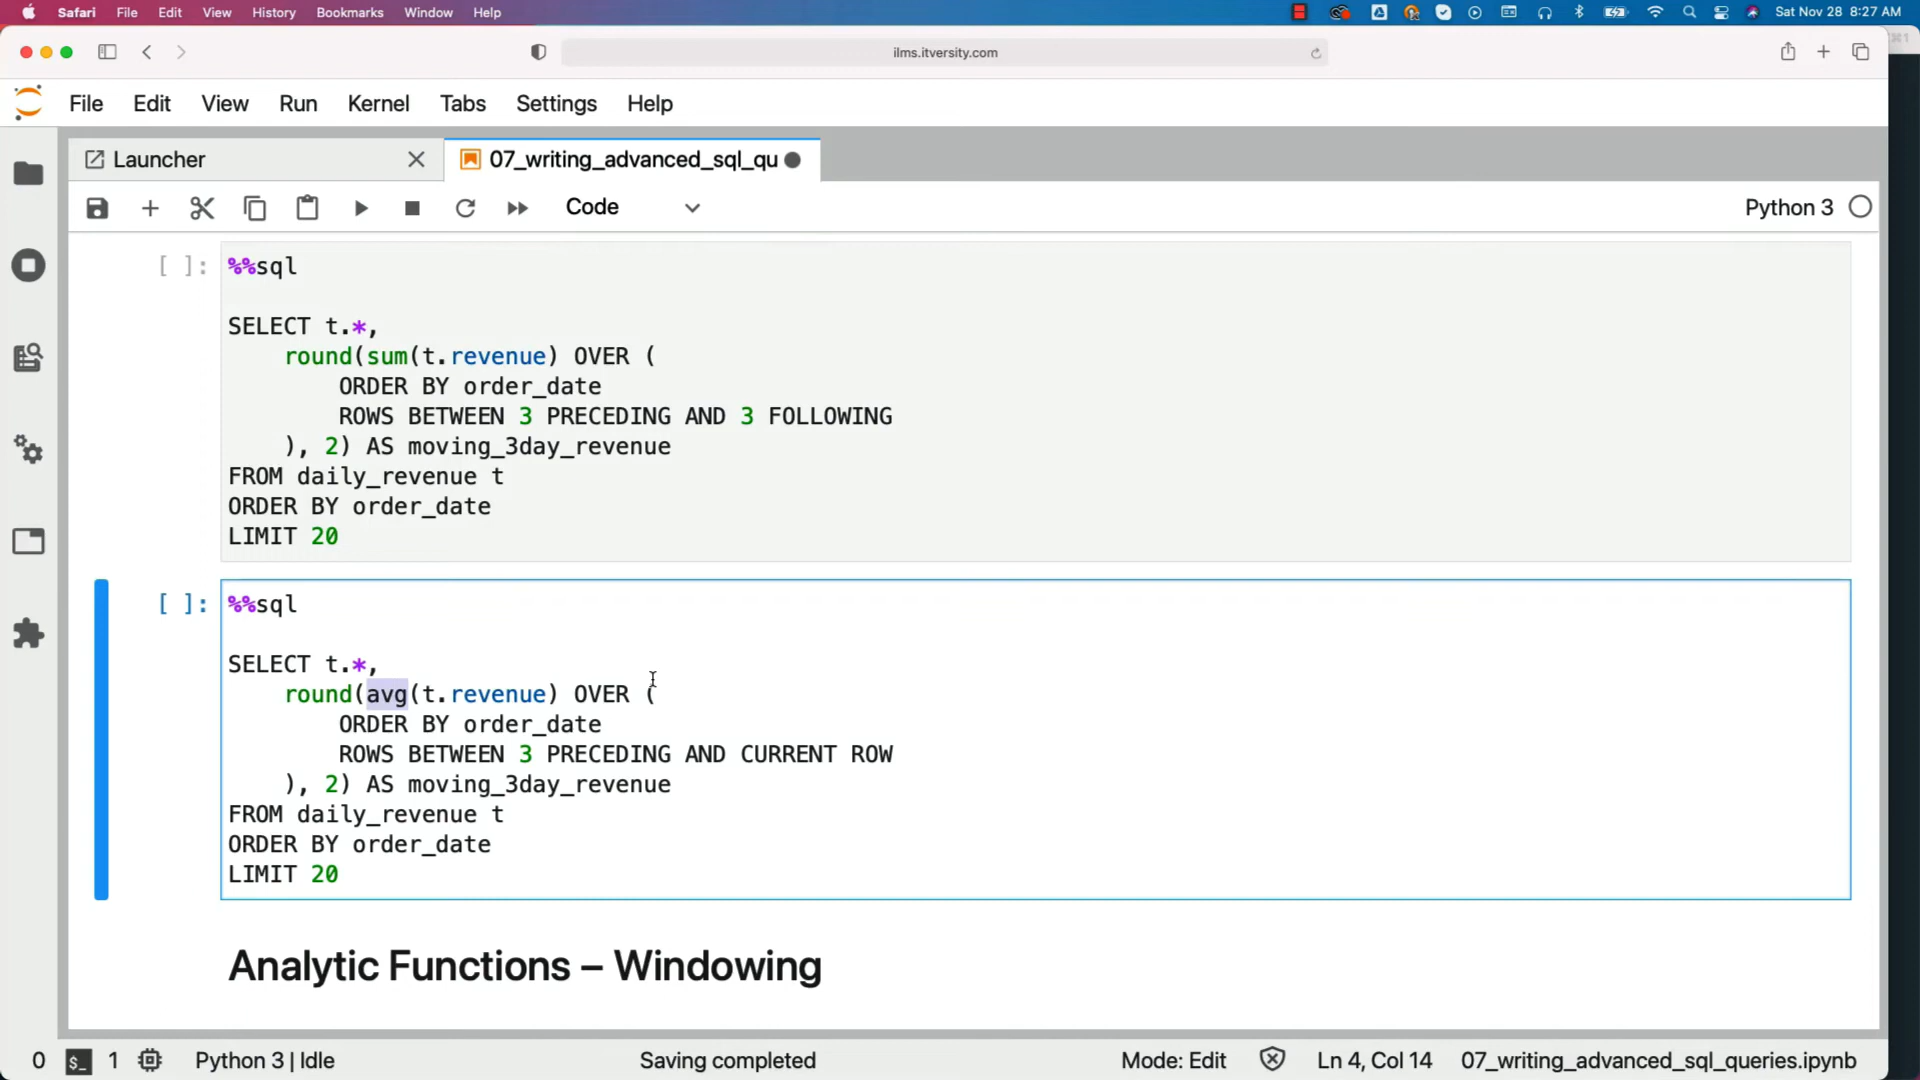 Safari File Edit View History Bookmarks Window Help Sat Nov 28 8:27 AM
ilms.itversity.com
File Edit View Run Kernel Tabs Settings Help
Launcher 07_writing_advanced_sql_qu
Code Python 3
[ ]: %%sql
SELECT t.*,
round(sum(t.revenue) OVER (
ORDER BY order_date
ROWS BETWEEN 3 PRECEDING AND 3 FOLLOWING
), 2) AS moving_3day_revenue
FROM daily_revenue t
ORDER BY order_date
LIMIT 20
[ ]: %%sql
SELECT t.*,
round(avg(t.revenue) OVER (
ORDER BY order_date
ROWS BETWEEN 3 PRECEDING AND CURRENT ROW
), 2) AS moving_3day_revenue
FROM daily_revenue t
ORDER BY order_date
LIMIT 20
Analytic Functions – Windowing
0 $_ 1 Python 3 | Idle Saving completed Mode: Edit Ln 4, Col 14 07_writing_advanced_sql_queries.ipynb